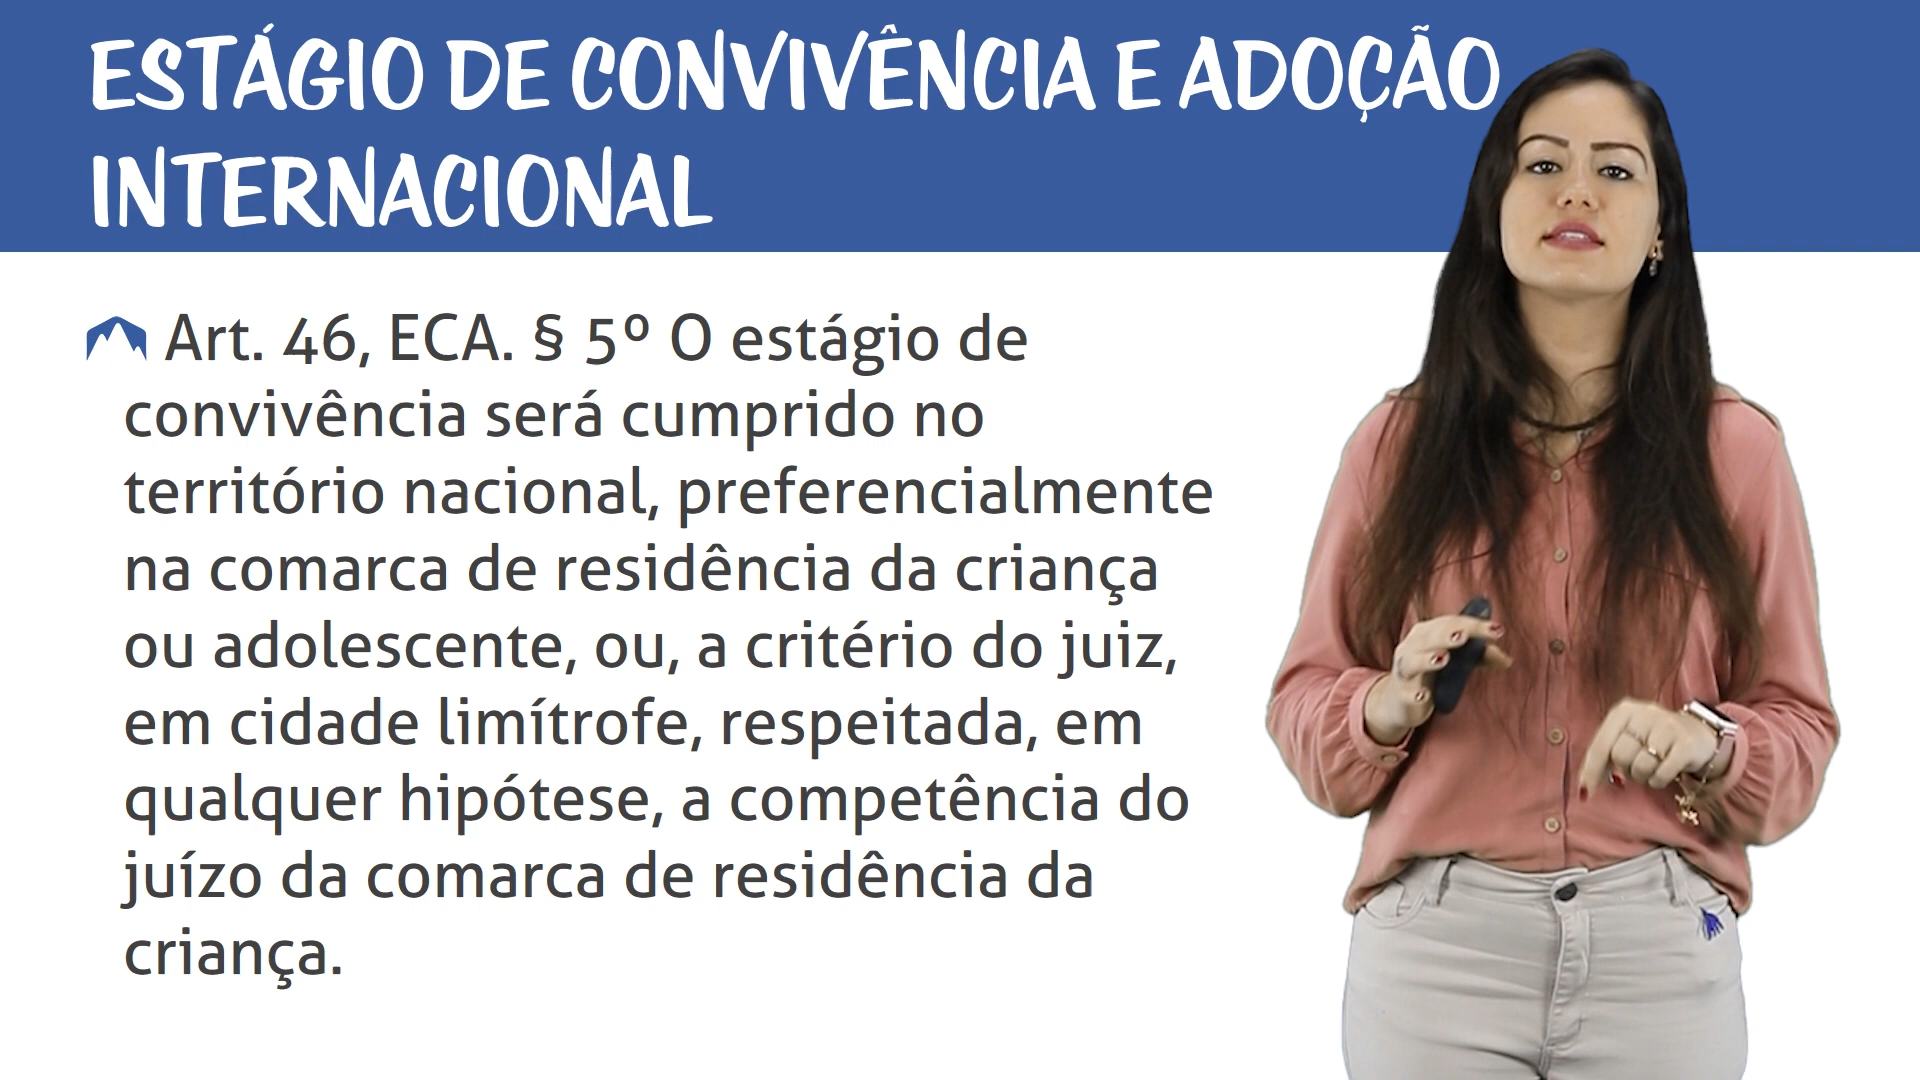 ESTÁGIO DE CONVIVÊNCIA E ADOÇÃO
INTERNACIONAL
Art. 46, ECA. § 5º O estágio de
convivência será cumprido no
território nacional, preferencialmente
na comarca de residência da criança
ou adolescente, ou, a critério do juiz,
em cidade limítrofe, respeitada, em
qualquer hipótese, a competência do
juízo da comarca de residência da
criança.